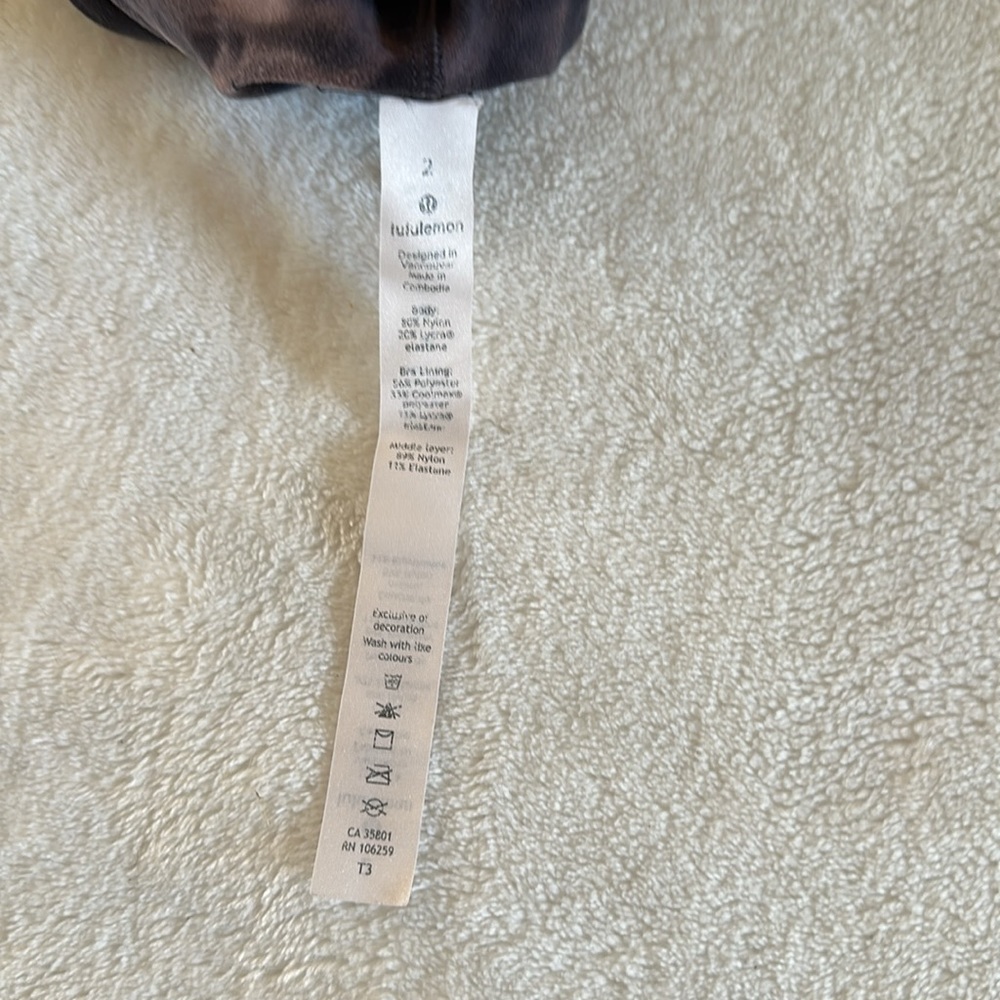 2
lululemon
Designed in
Vancouver
Made in
Cambodia
Body:
80% Nylon
20% Lycra®
elastane
Bra Lining:
56% Polyester
33% Coolmax®
polyester
11% Lycra®
elastane
Middle layer:
89% Nylon
11% Elastane
Exclusive of
decoration
Wash with like
colours
CA 35801
RN 106259
T3